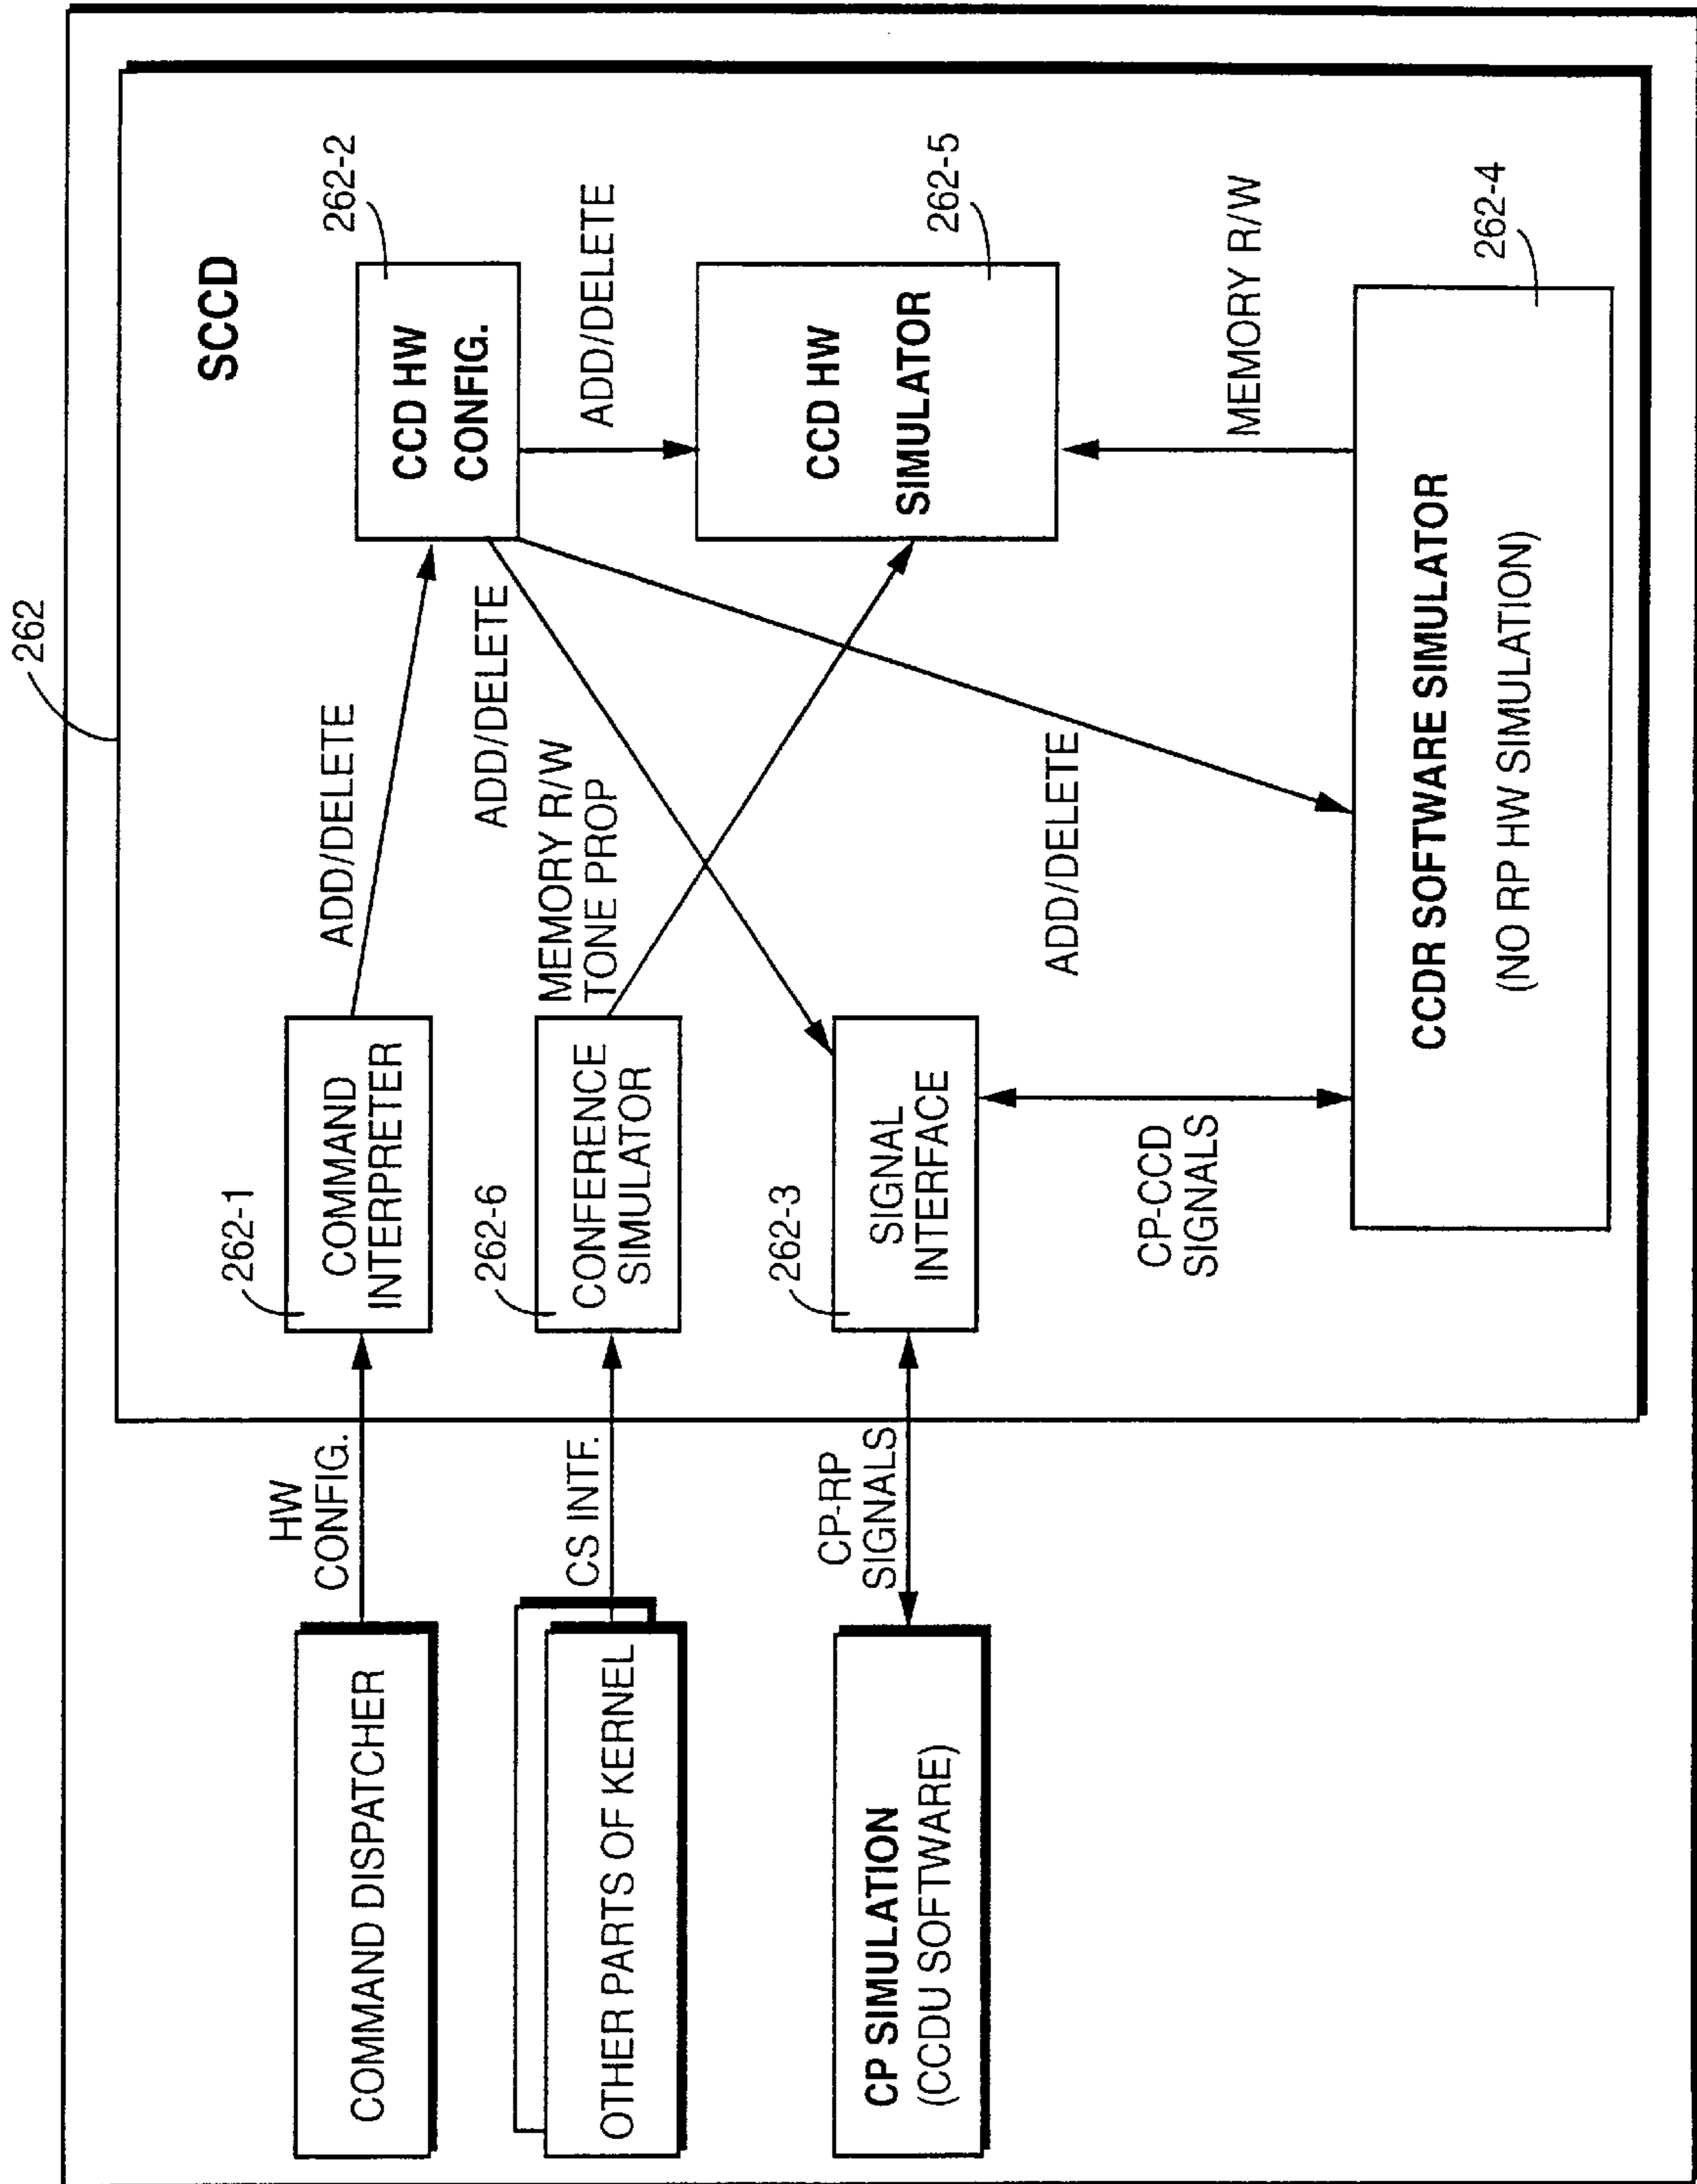 262
SCCD
COMMAND DISPATCHER
HW
CONFIG.
262-1
COMMAND
INTERPRETER
ADD/DELETE
262-2
CCD HW
CONFIG.
ADD/DELETE
OTHER PARTS OF KERNEL
CS INTF.
262-6
CONFERENCE
SIMULATOR
MEMORY R/W
TONE PROP
ADD/DELETE
262-5
CCD HW
SIMULATOR
CP SIMULATION
(CCDU SOFTWARE)
CP-RP
SIGNALS
262-3
SIGNAL
INTERFACE
ADD/DELETE
MEMORY R/W
CP-CCD
SIGNALS
262-4
CCDR SOFTWARE SIMULATOR
(NO RP HW SIMULATION)